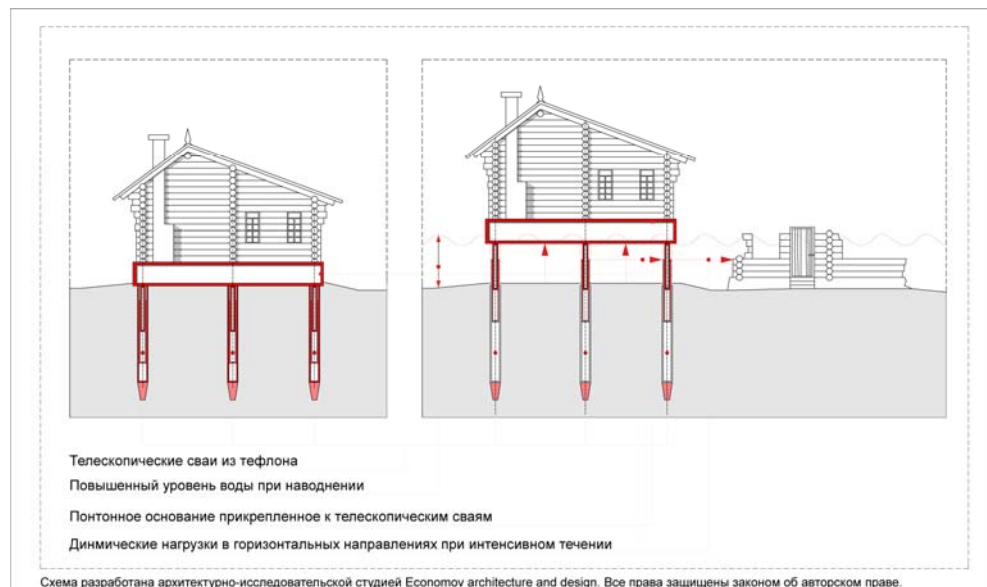 Телескопические сваи из тефлона
Повышенный уровень воды при наводнении
Понтонное основание прикрепленное к телескопическим сваям
Динмические нагрузки в горизонтальных направлениях при интенсивном течении
Схема разработана архитектурно-исследовательской студией Economov architecture and design. Все права защищены законом об авторском праве.